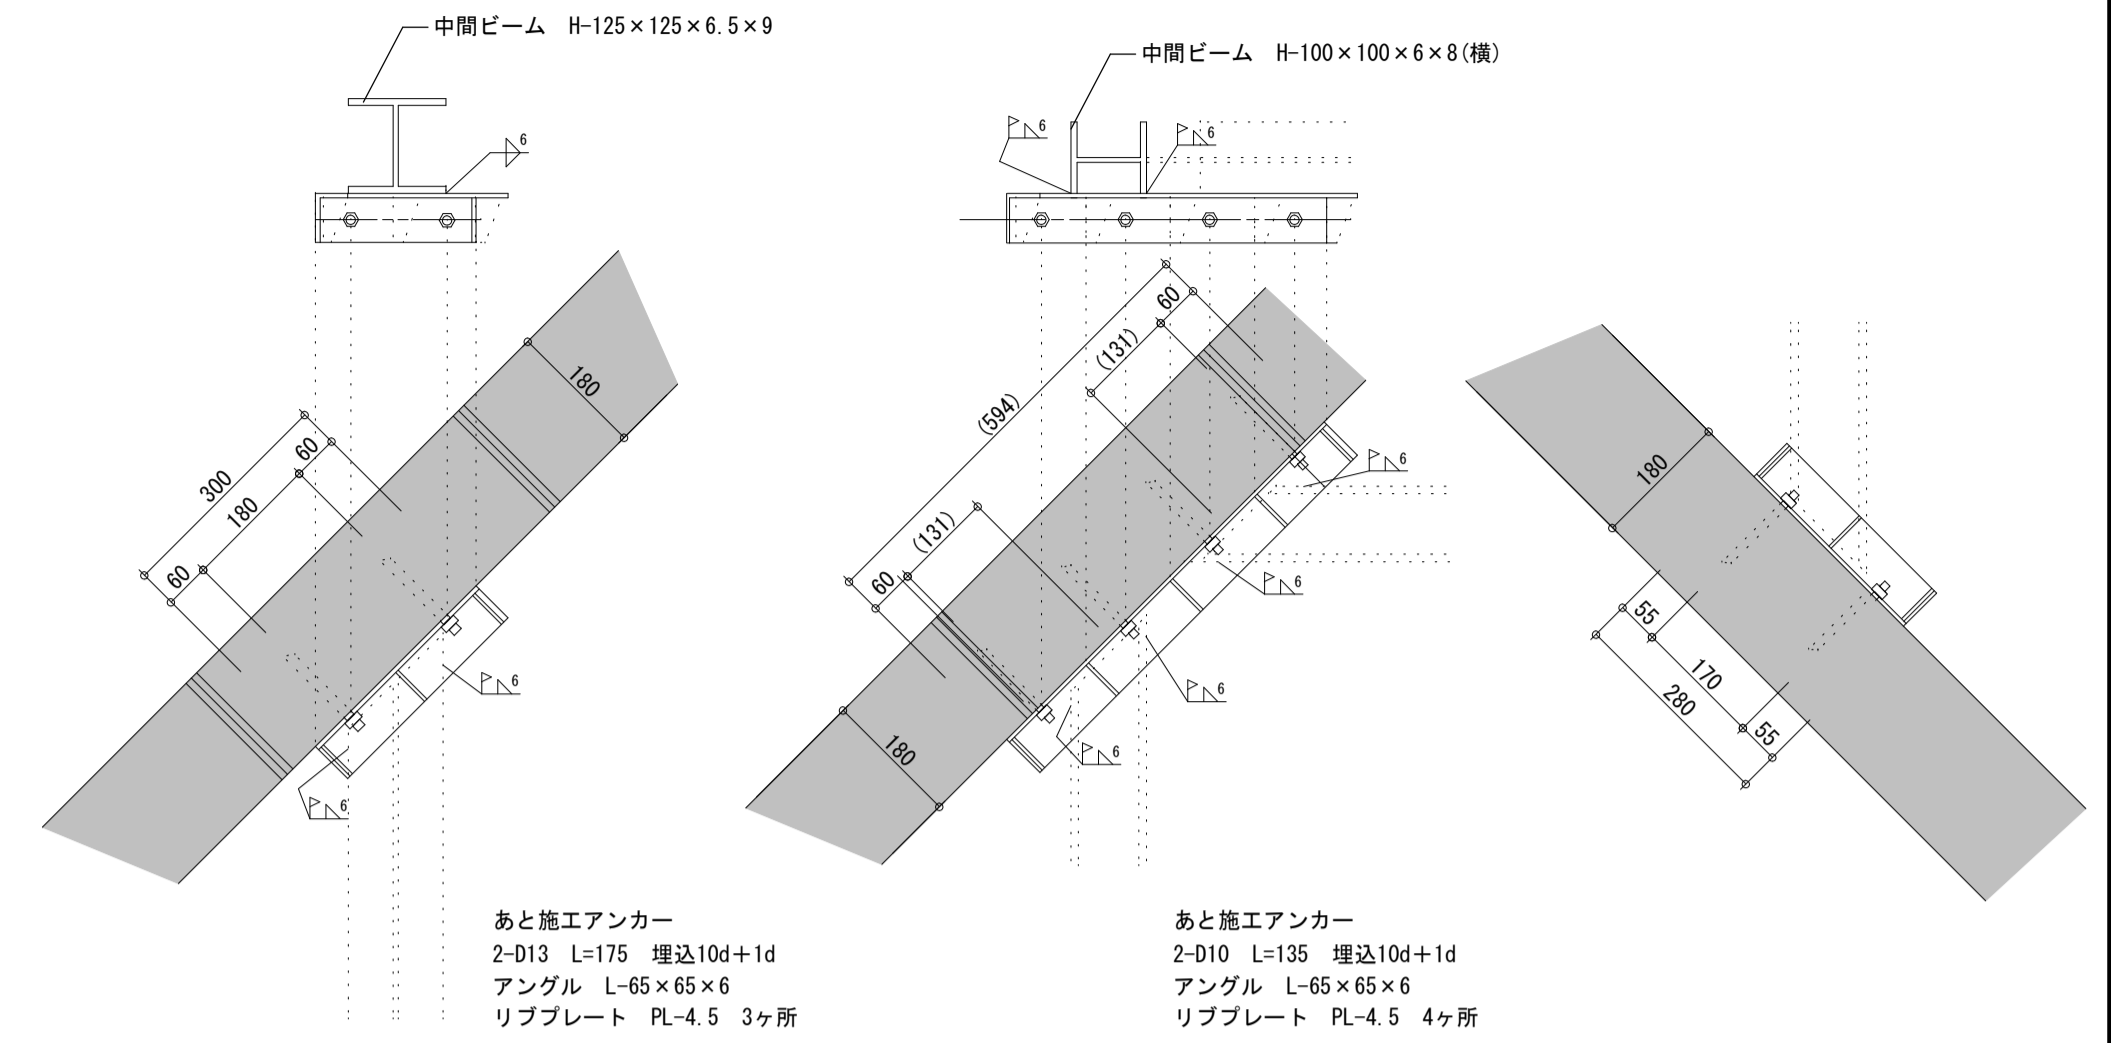 中間ビーム　H-125×125×6.5×9
6
300
60
180
60
180
6
6
あと施工アンカー
2-D13　L=175　埋込10d+1d
アングル　L-65×65×6
リブプレート　PL-4.5　3ヶ所
中間ビーム　H-100×100×6×8(横)
6
6
60
(131)
(594)
(131)
60
180
6
6
6
6
あと施工アンカー
2-D10　L=135　埋込10d+1d
アングル　L-65×65×6
リブプレート　PL-4.5　4ヶ所
180
55
170
280
55